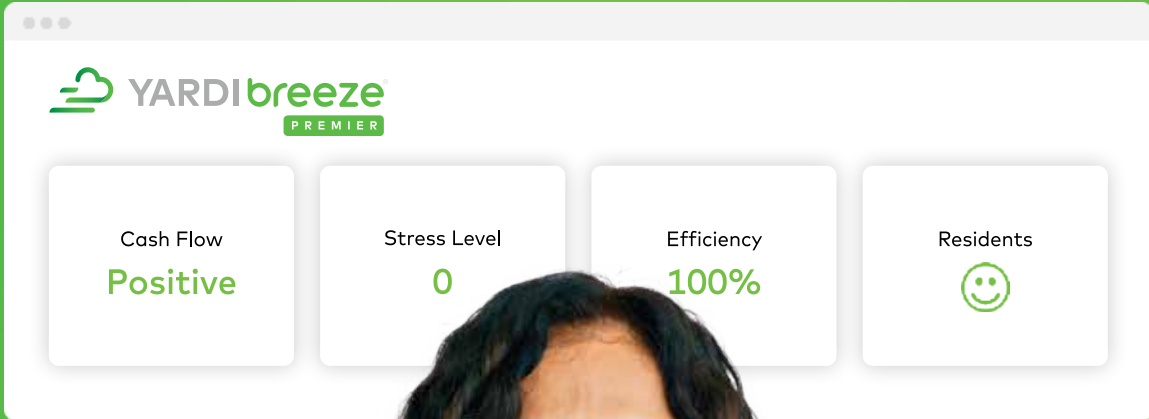 YARDI breeze
PREMIER
Cash Flow
Positive
Stress Level
0
Efficiency
100%
Residents